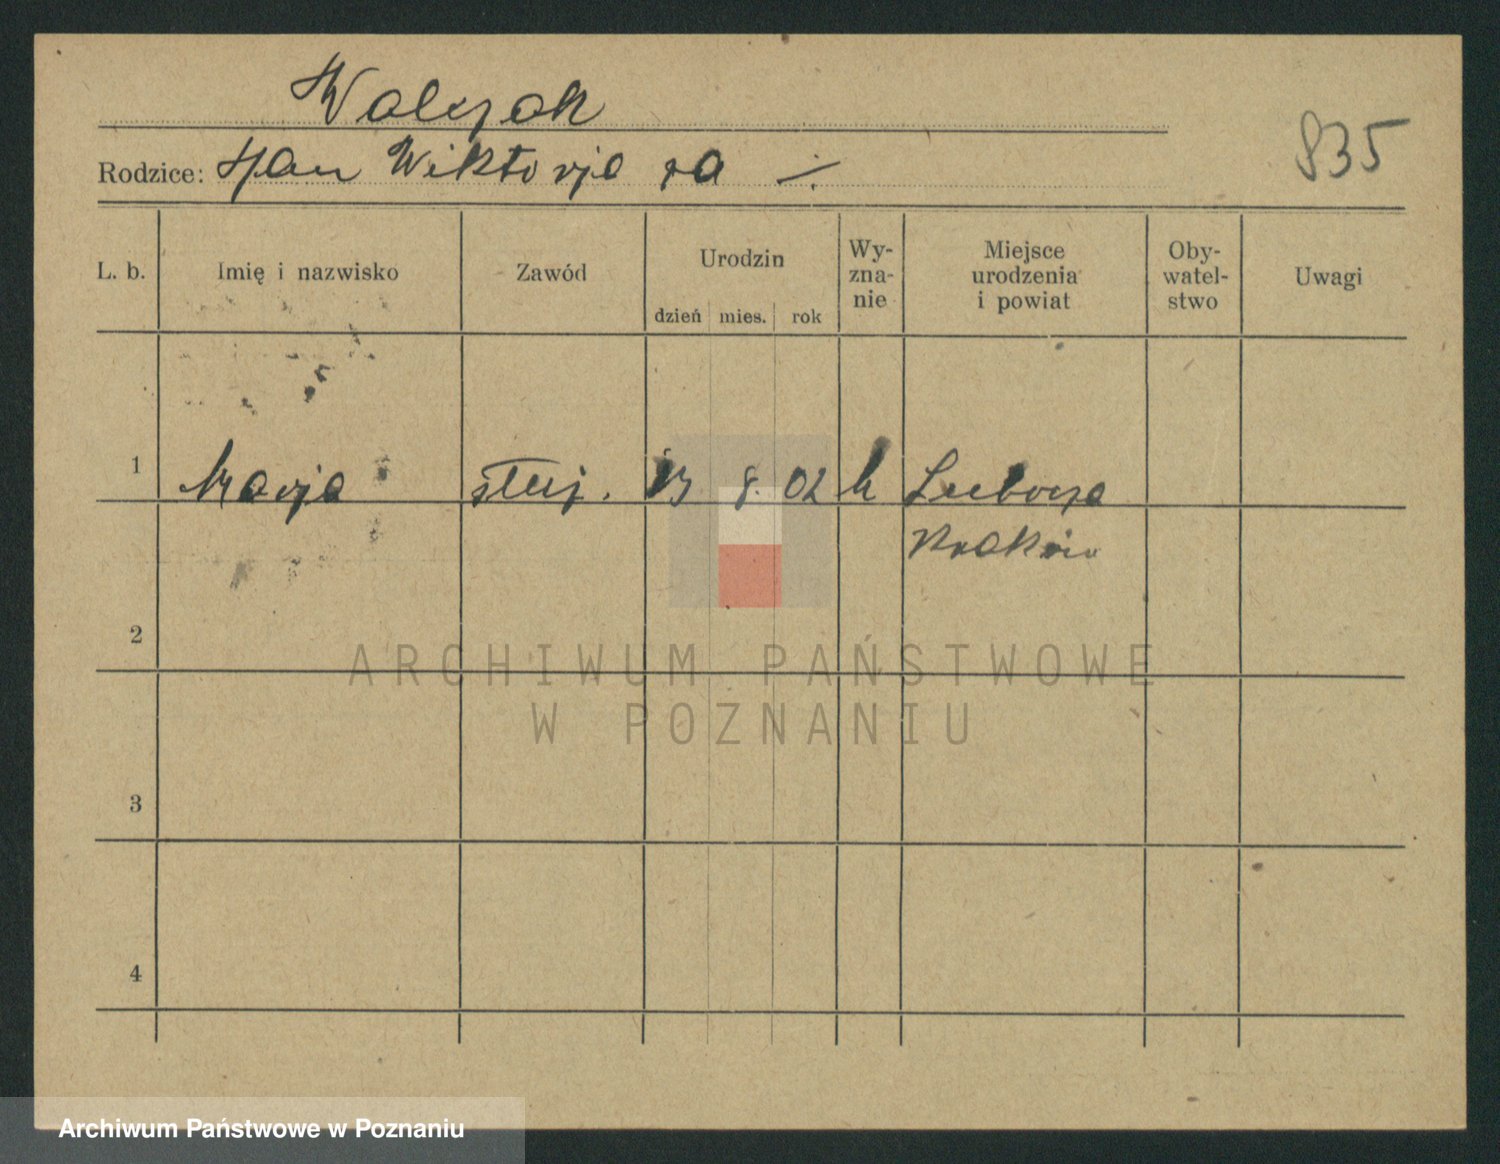 Walczak
835
Rodzice: Jan Wiktorja
L. b.
Imię i nazwisko
Zawód
Urodzin
dzień mies. rok
Wy-
zna-
nie
Miejsce
urodzenia
i powiat
Oby-
watel-
stwo
Uwagi
1 Marja służ. 8. 02
Kraków
2
3
4
ARCHIWUM PAŃSTWOWE
W POZNANIU
Archiwum Państwowe w Poznaniu